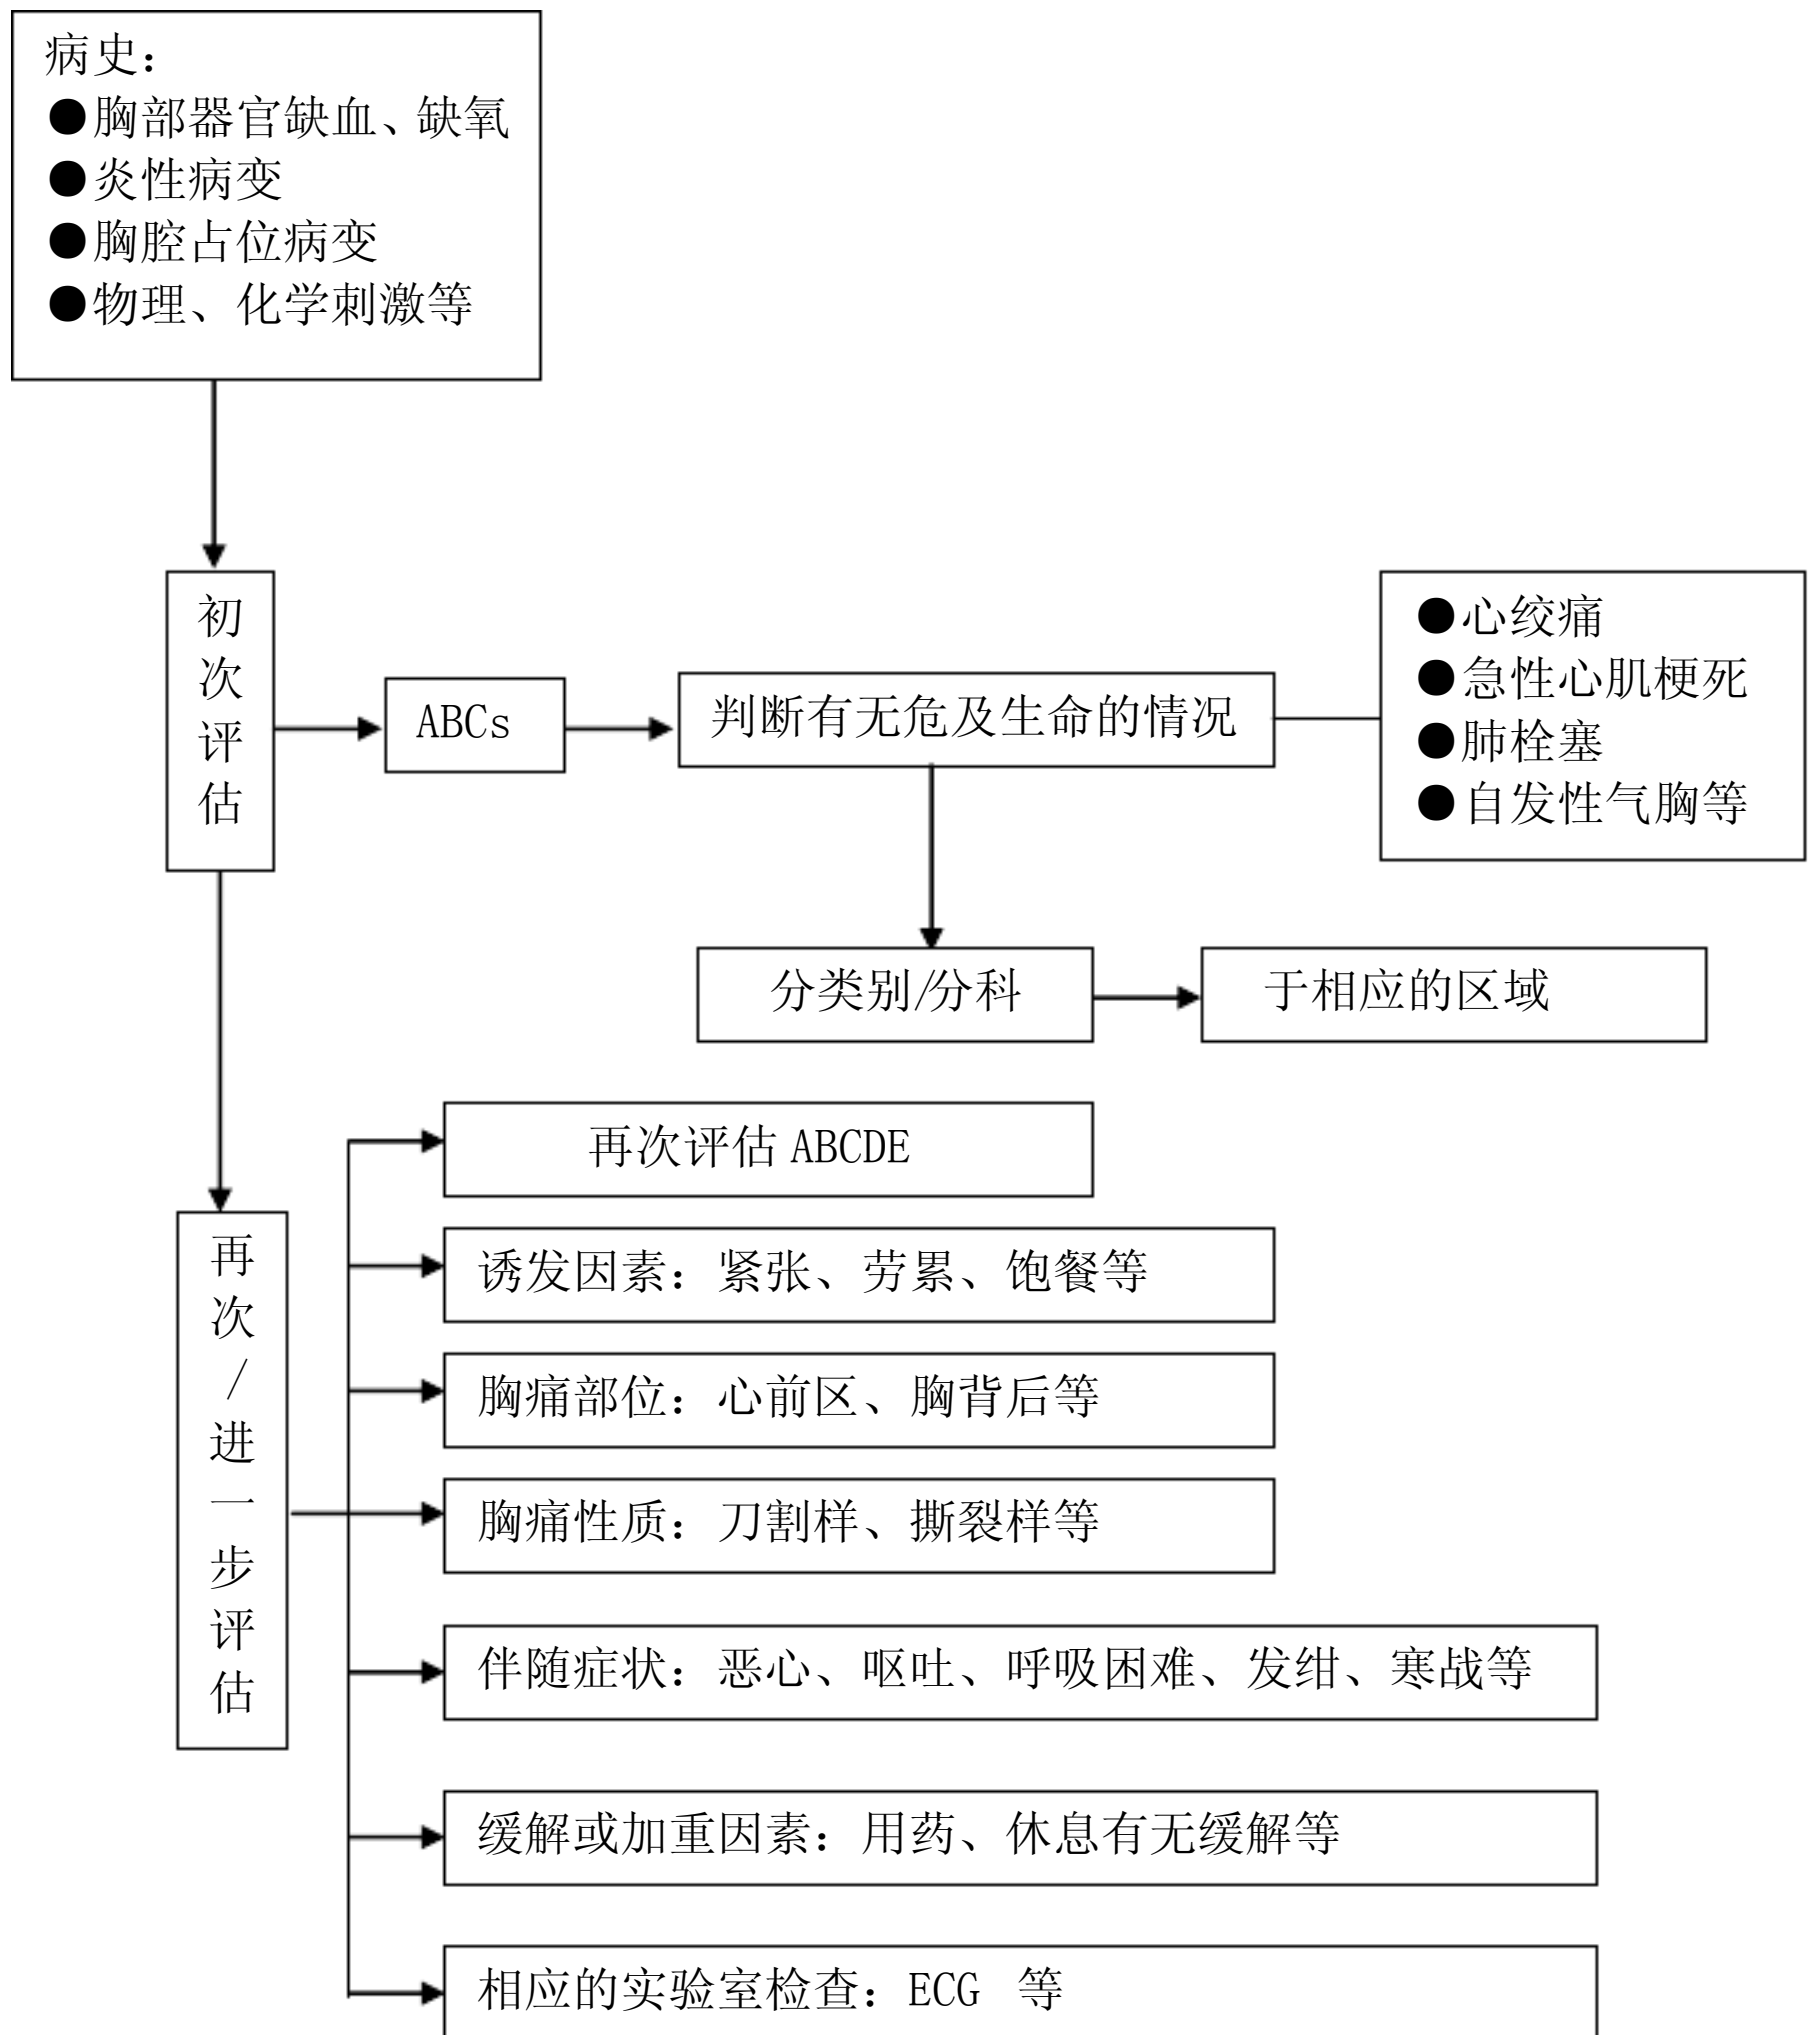 病史：
●胸部器官缺血、缺氧
●炎性病变
●胸腔占位病变
●物理、化学刺激等
初次评估
ABCs
判断有无危及生命的情况
●心绞痛
●急性心肌梗死
●肺栓塞
●自发性气胸等
分类别/分科
于相应的区域
再次/进一步评估
再次评估 ABCDE
诱发因素：紧张、劳累、饱餐等
胸痛部位：心前区、胸背后等
胸痛性质：刀割样、撕裂样等
伴随症状：恶心、呕吐、呼吸困难、发绀、寒战等
缓解或加重因素：用药、休息有无缓解等
相应的实验室检查：ECG 等